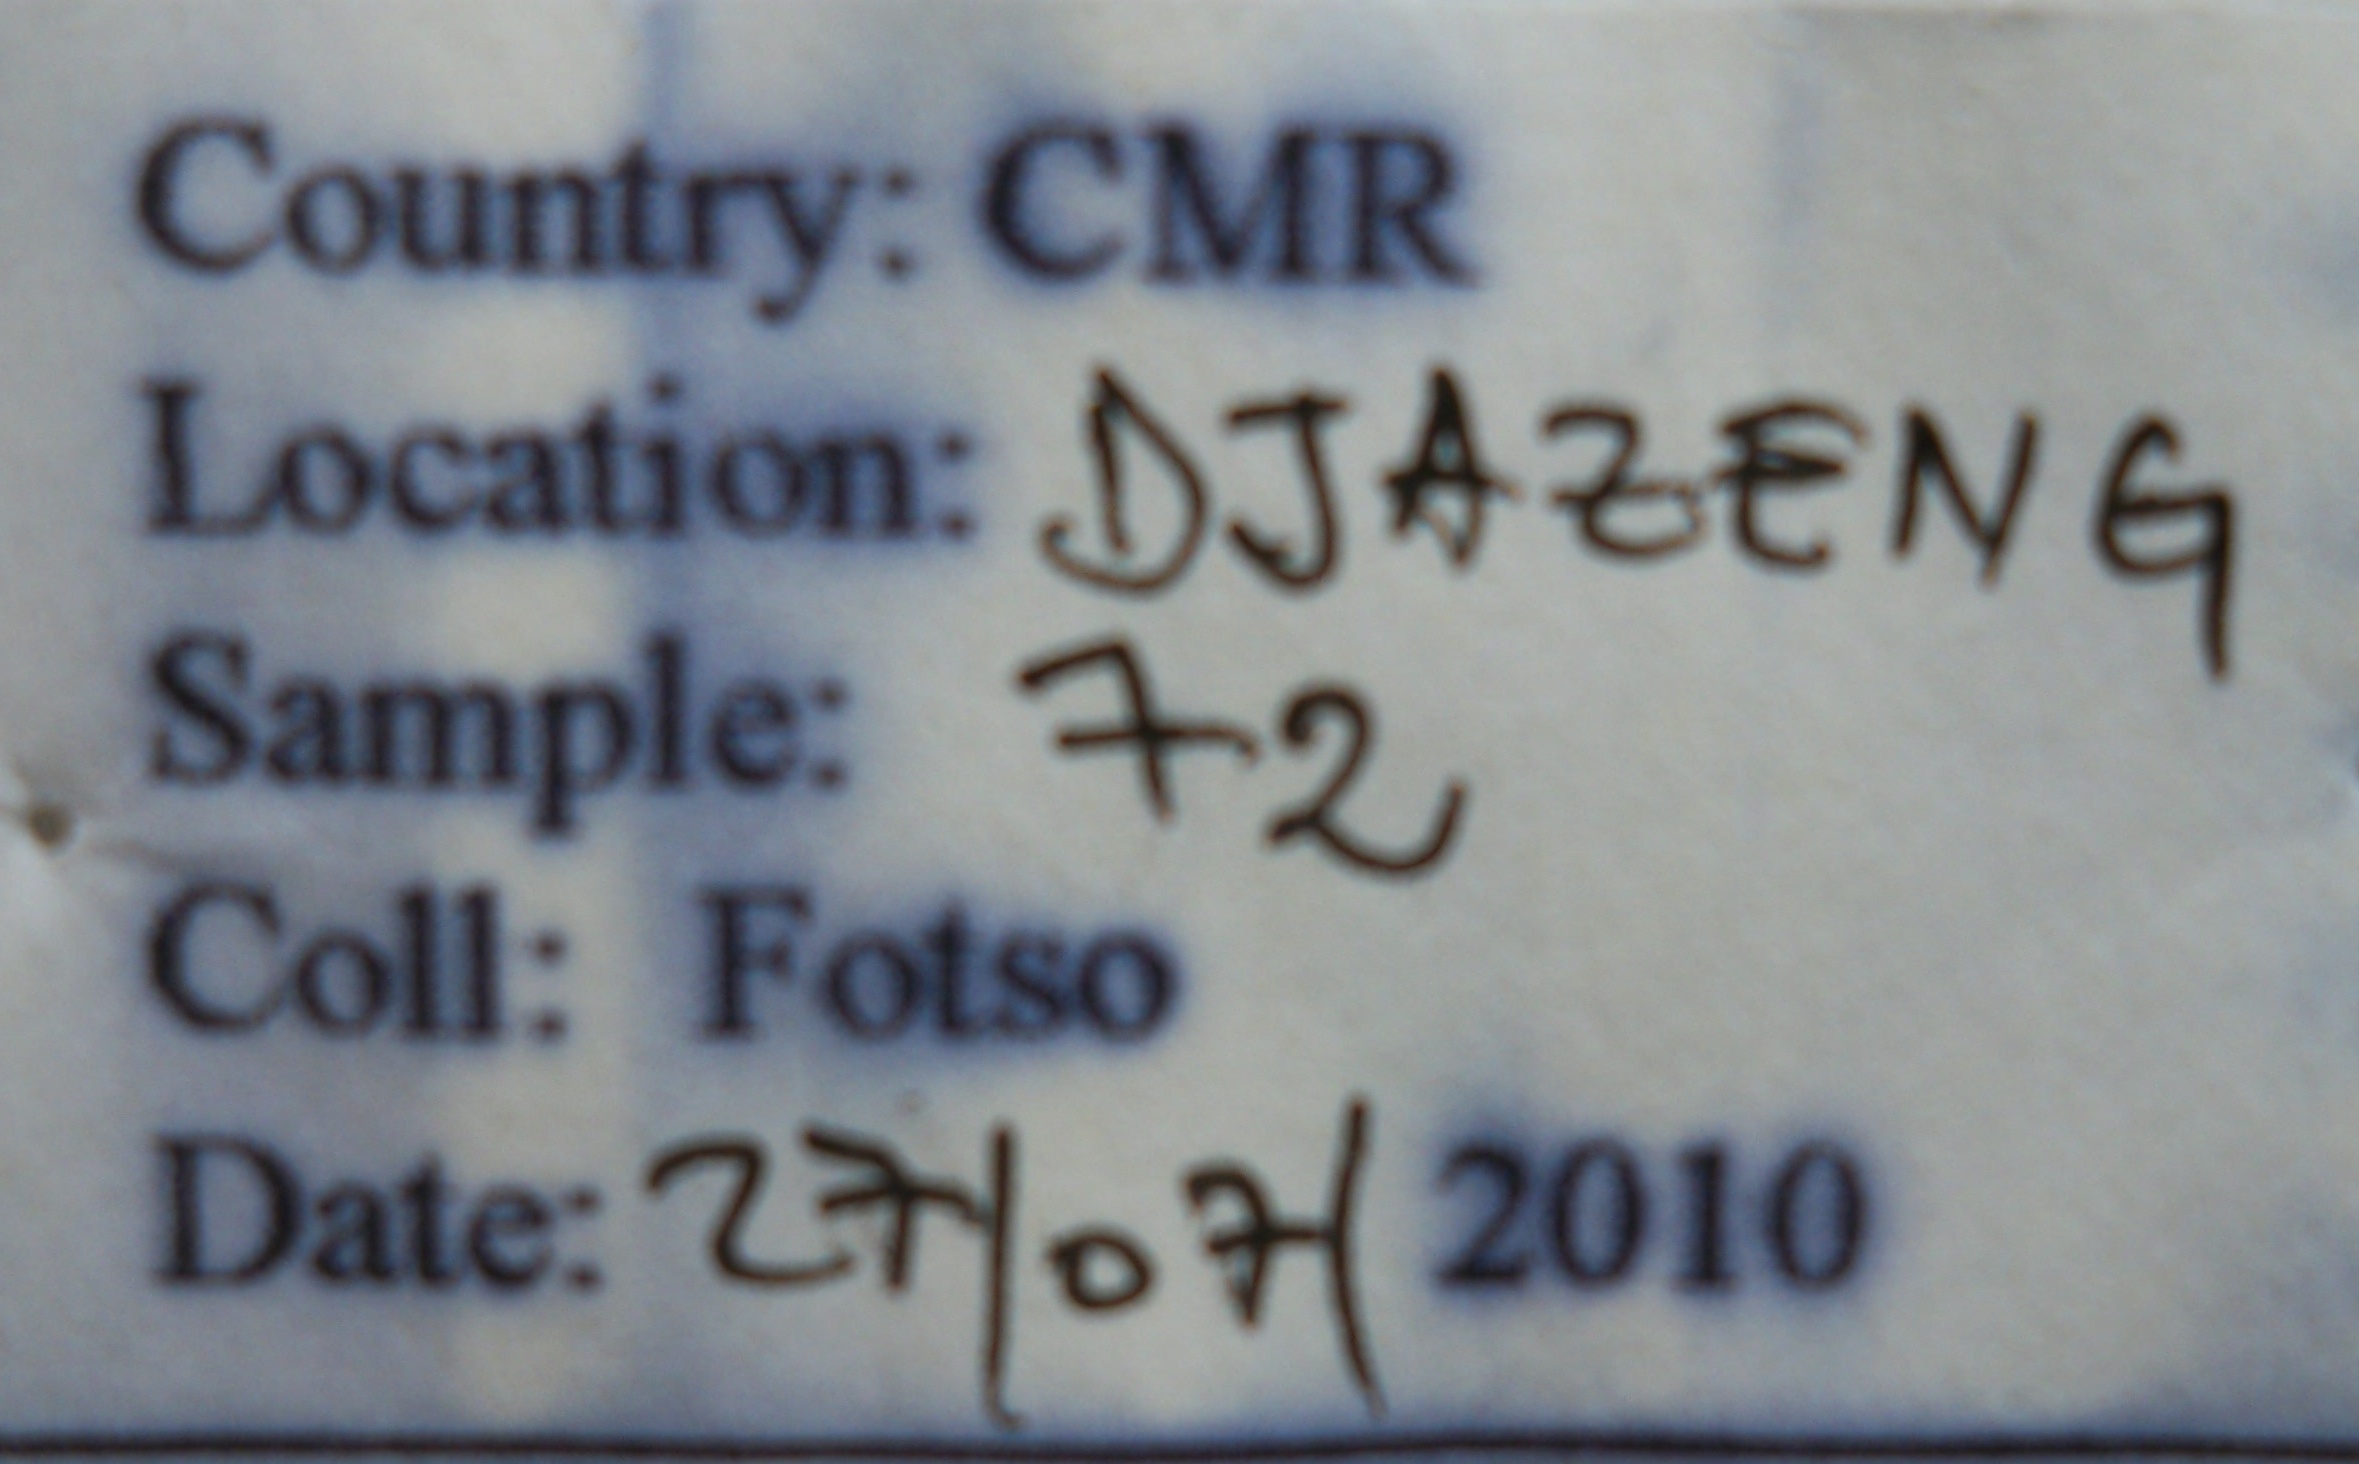 Country: CMR
Location: DJAZENG
Sample: 72
Coll: Fotso
Date: 27/07/2010